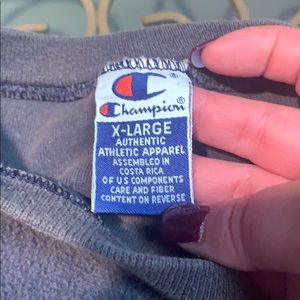 Champion®
X-LARGE
AUTHENTIC
ATHLETIC APPAREL
ASSEMBLED IN
COSTA RICA
OF U S COMPONENTS
CARE AND FIBER
CONTENT ON REVERSE